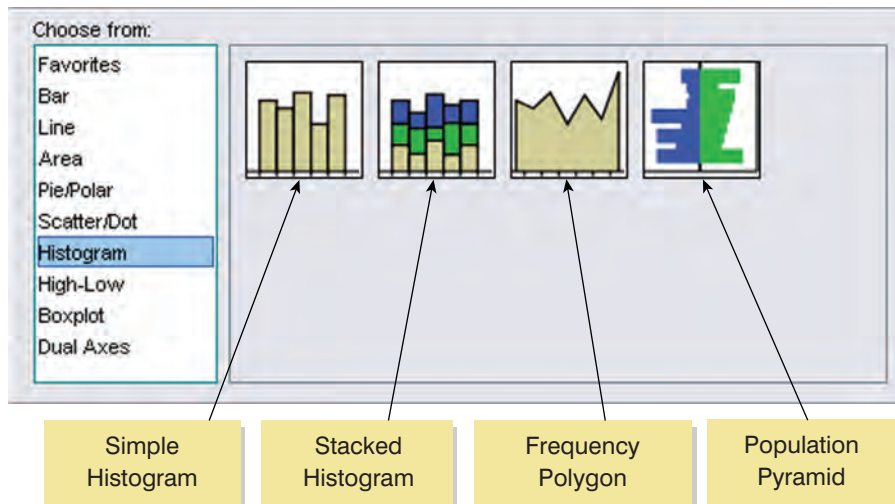 Choose from:
Favorites
Bar
Line
Area
Pie/Polar
Scatter/Dot
Histogram
High-Low
Boxplot
Dual Axes
Simple
Histogram
Stacked
Histogram
Frequency
Polygon
Population
Pyramid